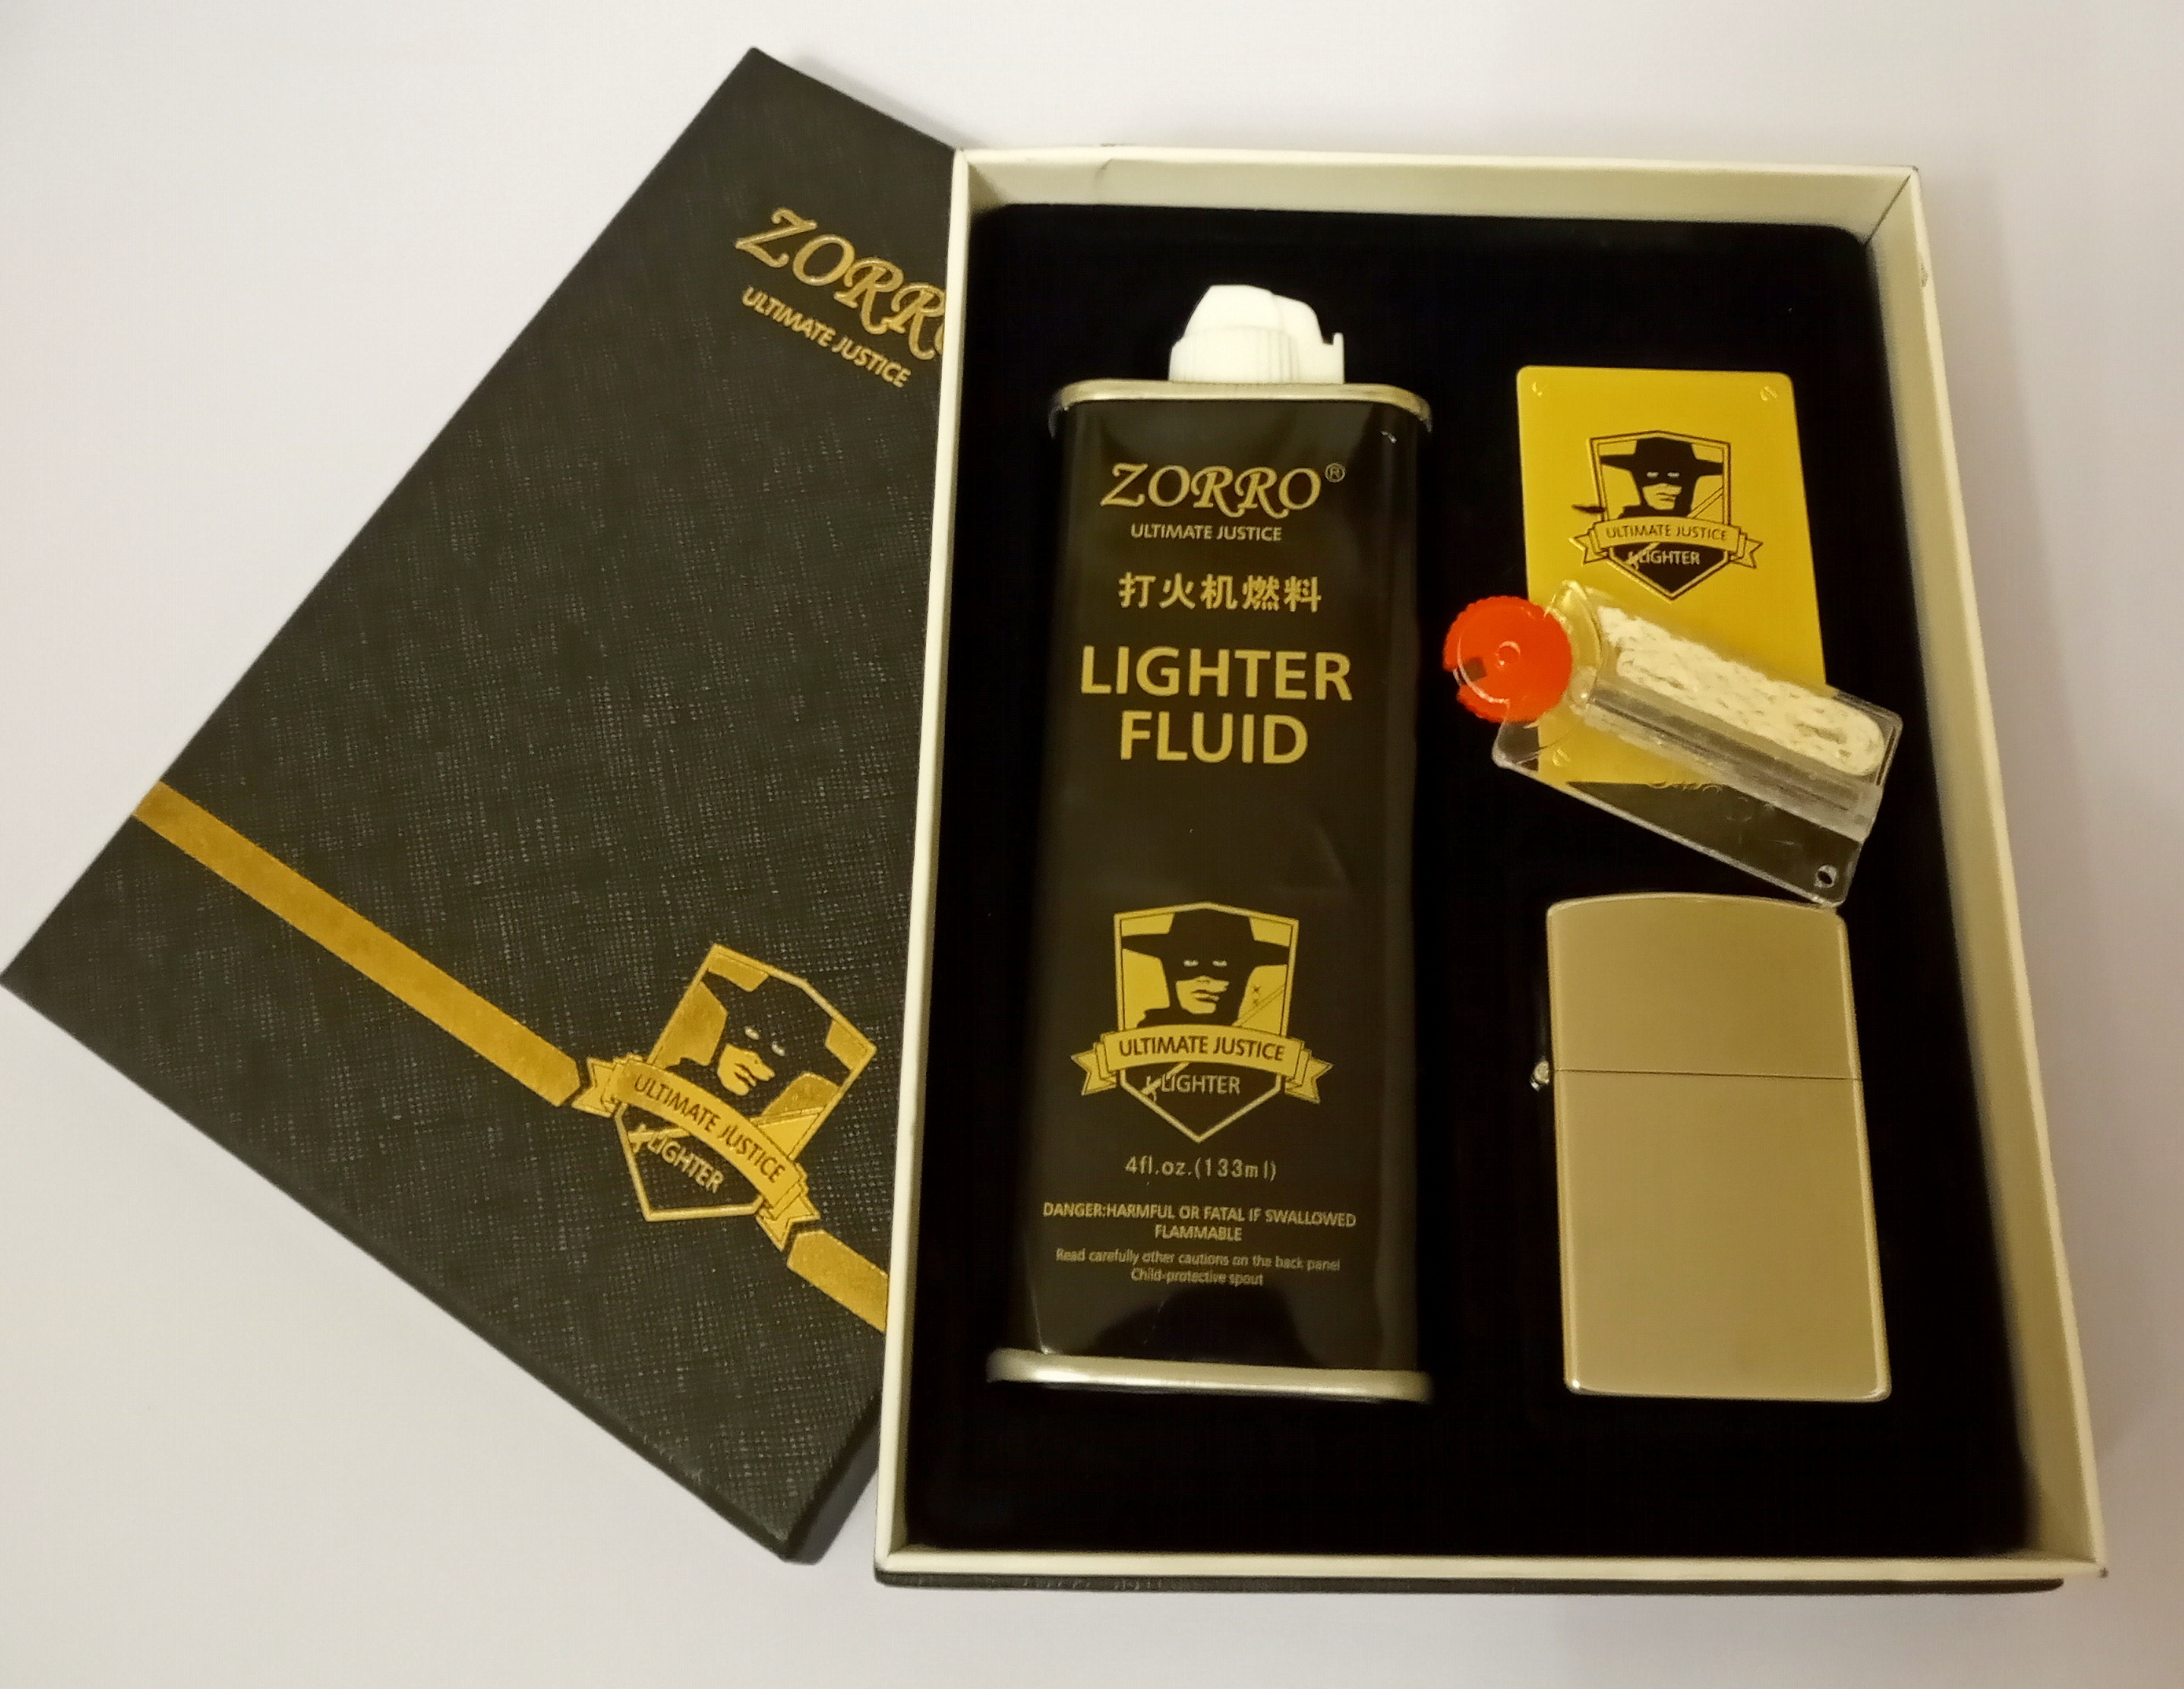 ZORRO
ULTIMATE JUSTICE
ULTIMATE JUSTICE
LIGHTER
ZORRO®
ULTIMATE JUSTICE
打火机燃料
LIGHTER
FLUID
ULTIMATE JUSTICE
LIGHTER
4fl.oz.(133ml)
DANGER:HARMFUL OR FATAL IF SWALLOWED
FLAMMABLE
Read carefully other cautions on the back panel
Child-protective spout
ULTIMATE JUSTICE
LIGHTER